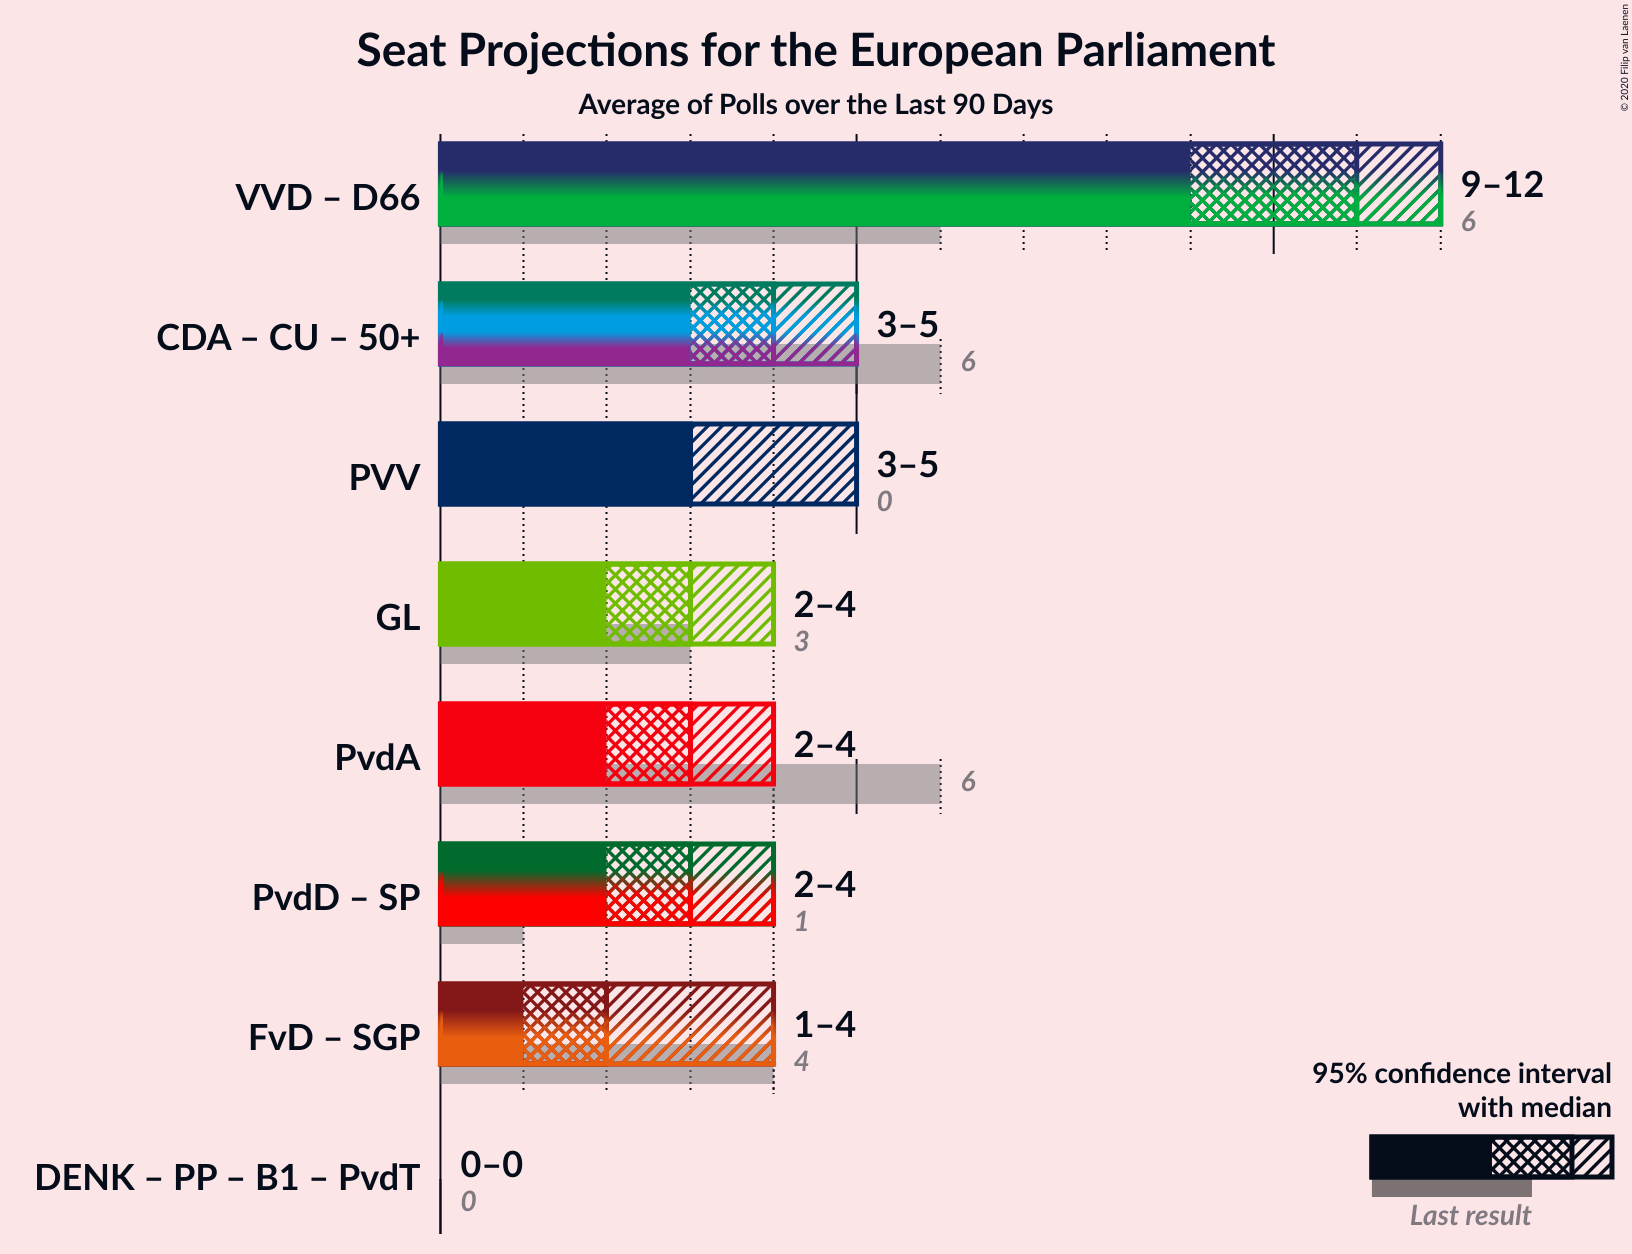 Seat Projections for the European Parliament
Average of Polls over the Last 90 Days
© 2020 Filip van Laenen
VVD – D66
9–12
6
CDA – CU – 50+
3–5
6
PVV
3–5
0
GL
2–4
3
PvdA
2–4
6
PvdD – SP
2–4
1
FvD – SGP
1–4
4
DENK – PP – B1 – PvdT
0–0
0
95% confidence interval
with median
Last result